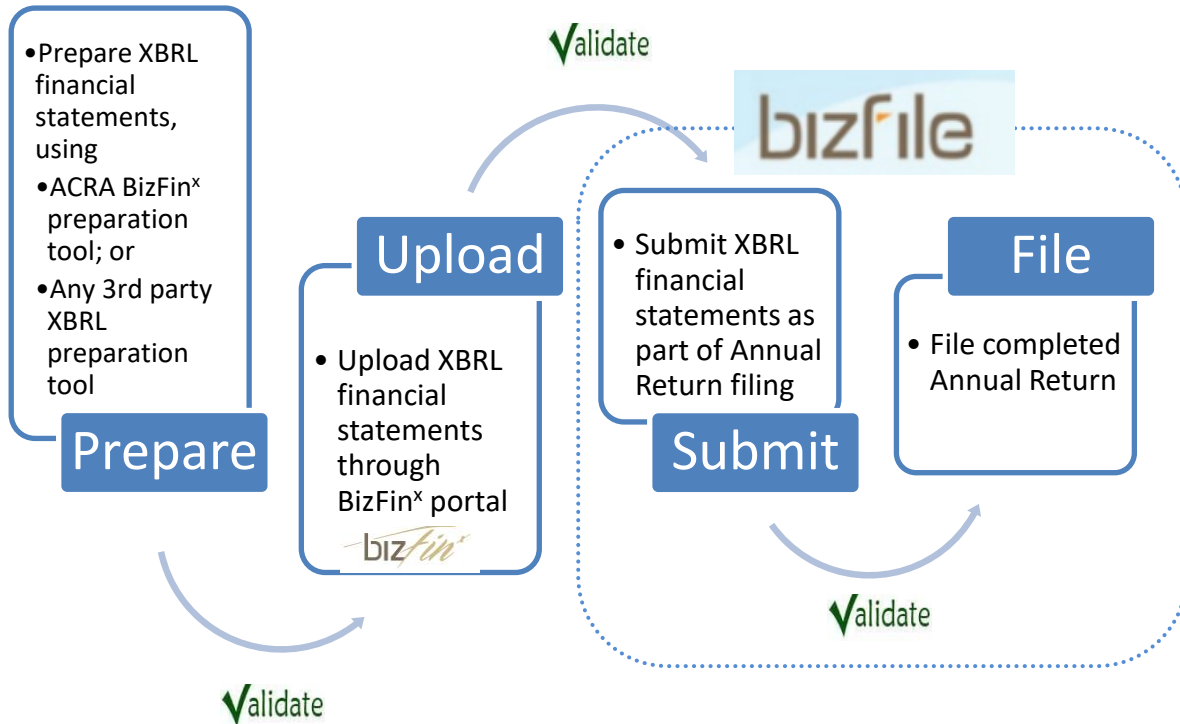 •Prepare XBRL
financial
statements,
using
•ACRA BizFinˣ
preparation
tool; or
•Any 3rd party
XBRL
preparation
tool
Prepare
Validate
Upload
• Upload XBRL
financial
statements
through
BizFinˣ portal
bizfinˣ
Validate
bizfile
• Submit XBRL
financial
statements as
part of Annual
Return filing
Submit
Validate
File
• File completed
Annual Return